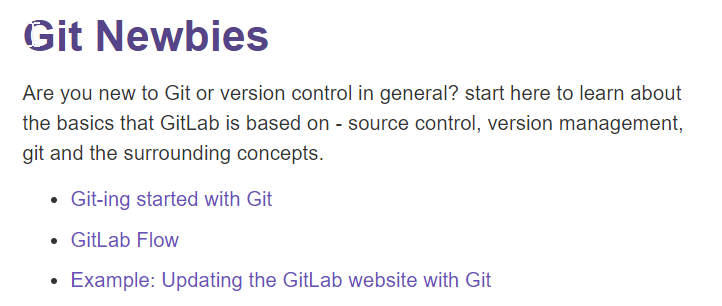 Git Newbies
Are you new to Git or version control in general? start here to learn about
the basics that GitLab is based on - source control, version management,
git and the surrounding concepts.
• Git-ing started with Git
• GitLab Flow
• Example: Updating the GitLab website with Git